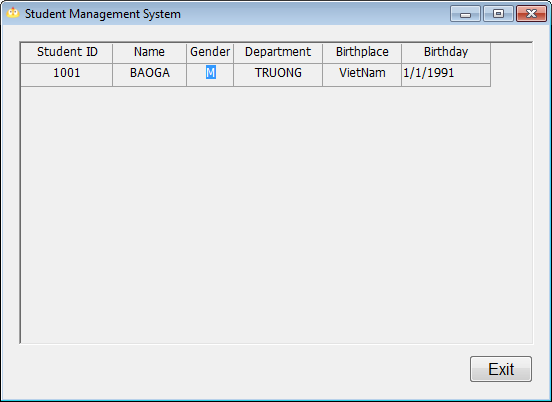 Student Management System
Student ID Name Gender Department Birthplace Birthday
1001 BAOGA M TRUONG VietNam 1/1/1991
Exit